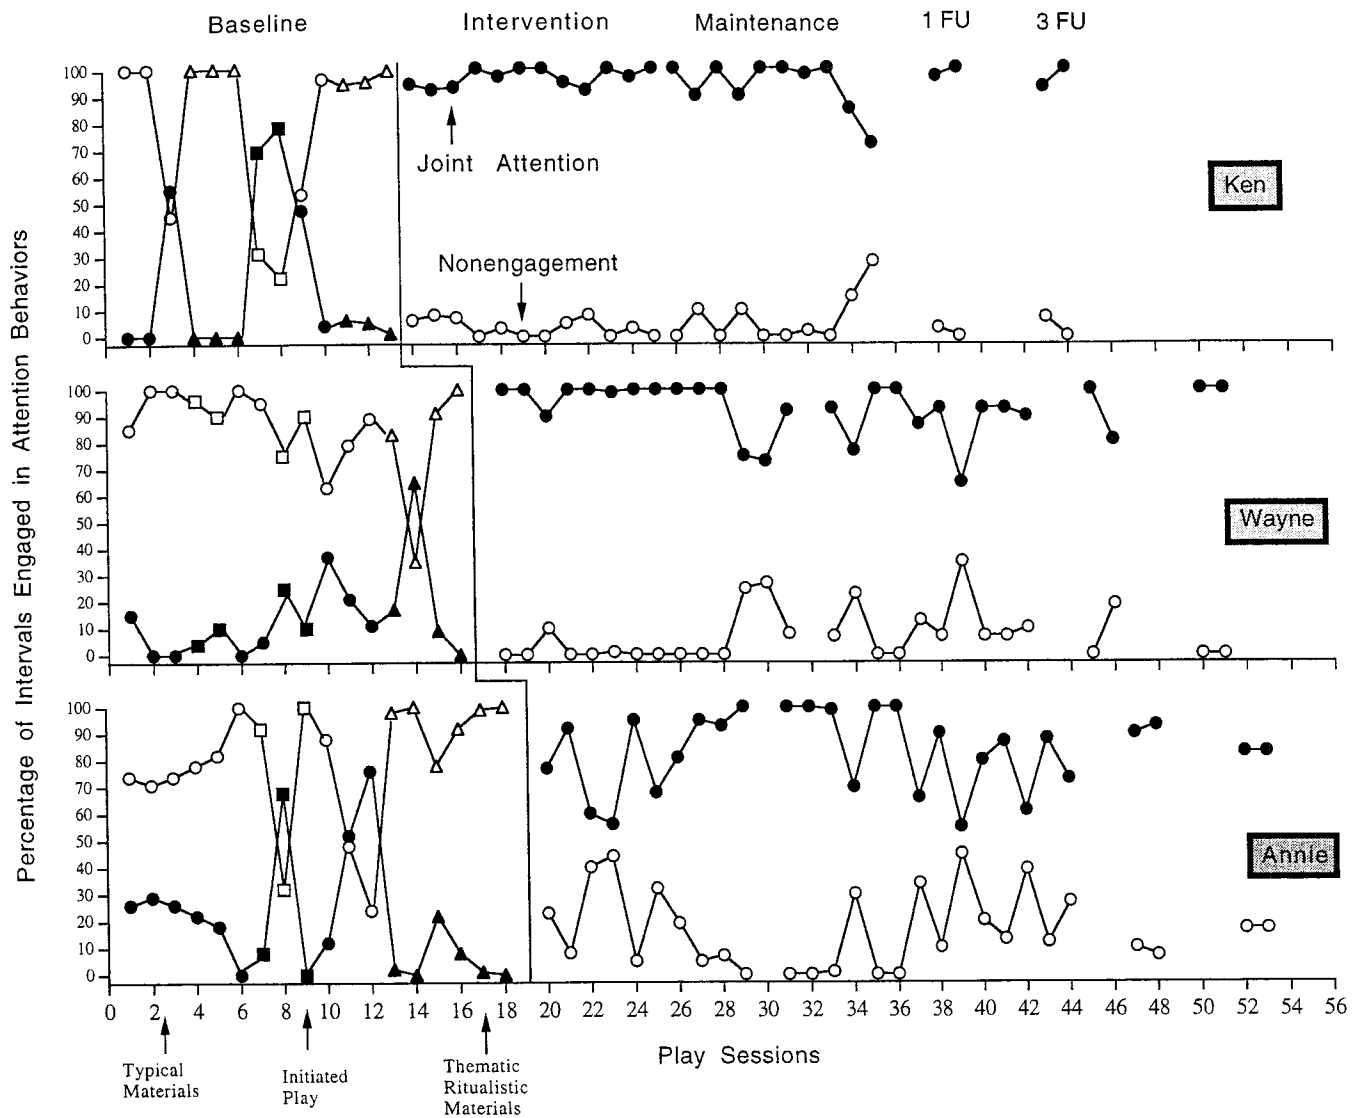 Baseline Intervention Maintenance 1 FU 3 FU
Percentage of Intervals Engaged in Attention Behaviors
100
90
80
70
60
50
40
30
20
10
0
Joint Attention
Nonengagement
Ken
100
90
80
70
60
50
40
30
20
10
0
Wayne
100
90
80
70
60
50
40
30
20
10
0
Annie
0 2 4 6 8 10 12 14 16 18 20 22 24 26 28 30 32 34 36 38 40 42 44 46 48 50 51 52 54 56
Play Sessions
Typical
Materials
Initiated
Play
Thematic
Ritualistic
Materials